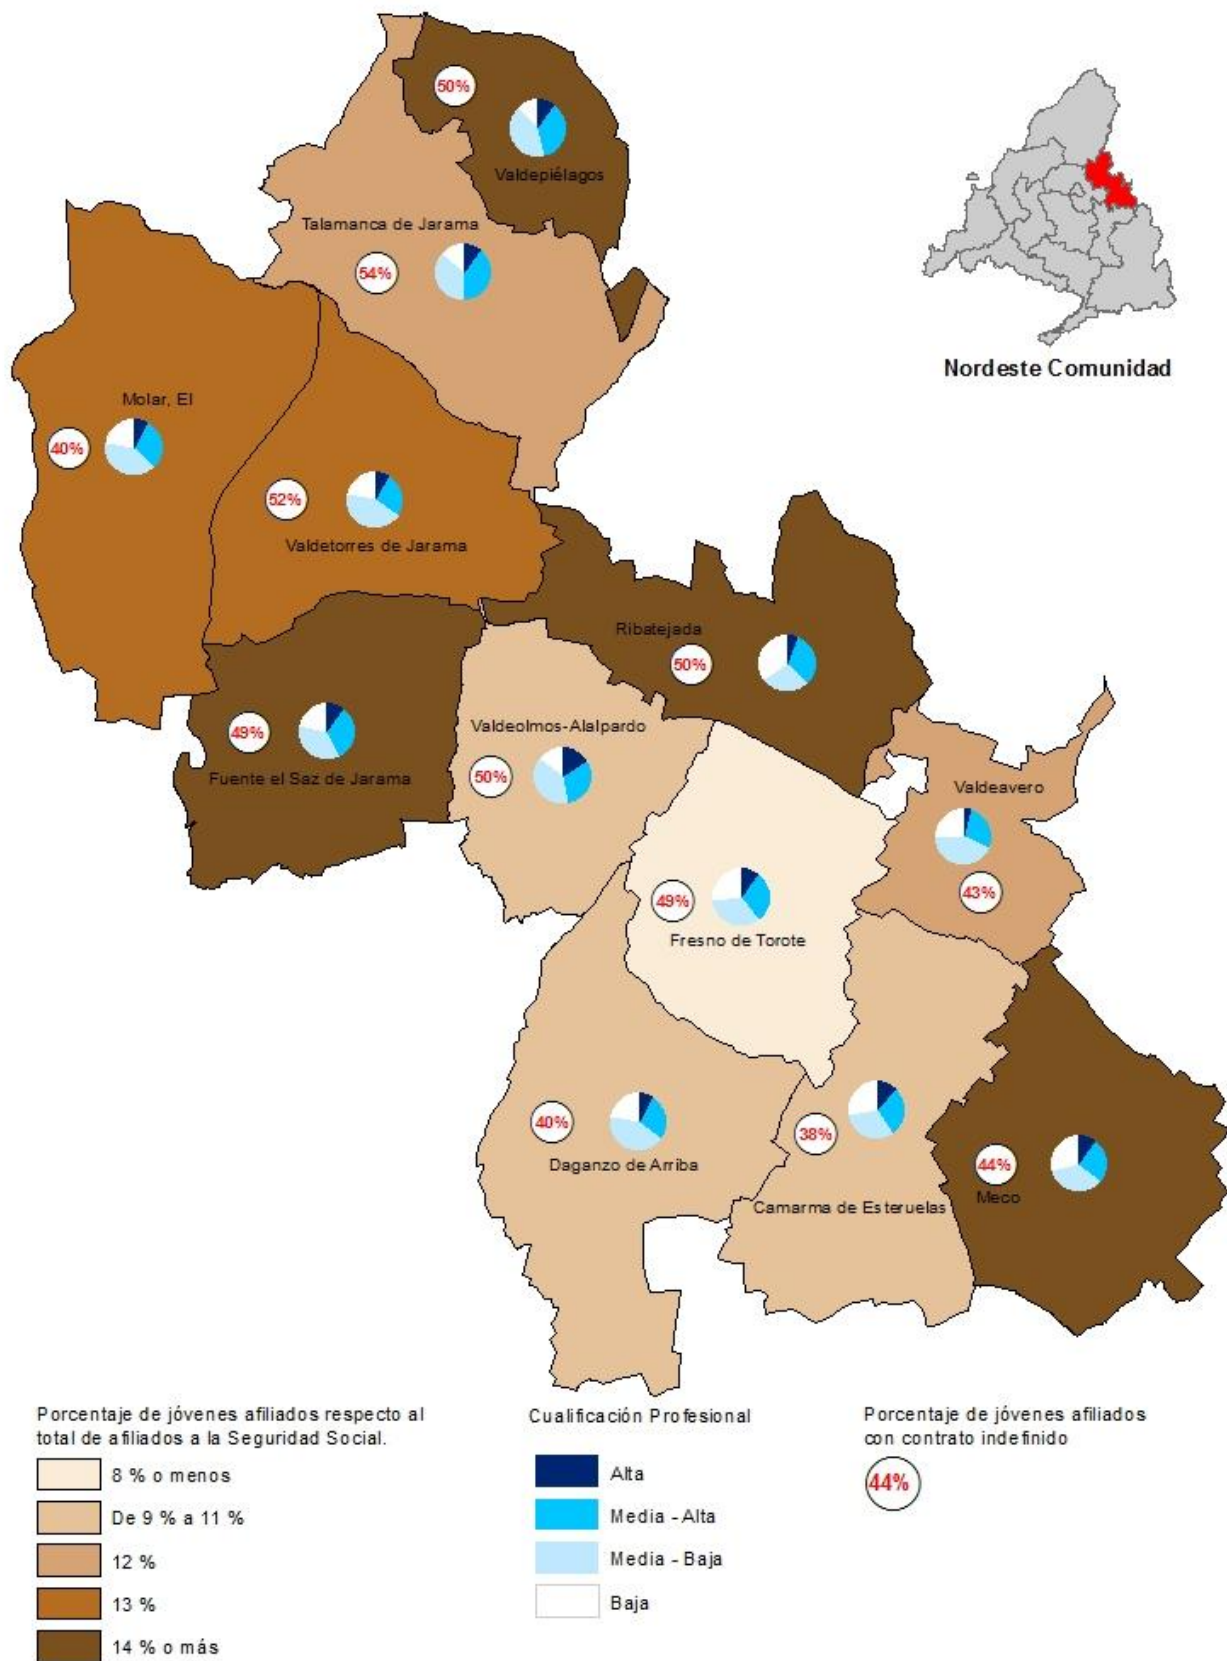 50%
Valdepiélagos
Talamanca de Jarama
54%
Nordeste Comunidad
Molar, El
40%
52%
Valdetorres de Jarama
Ribatejada
50%
49%
Fuente el Saz de Jarama
Valdeolmos-Alalpardo
50%
Valdeavero
43%
49%
Fresno de Torote
40%
Daganzo de Arriba
38%
Camarma de Esteruelas
44%
Meco
Porcentaje de jóvenes afiliados respecto al
total de afiliados a la Seguridad Social.
8 % o menos
De 9 % a 11 %
12 %
13 %
14 % o más
Cualificación Profesional
Alta
Media - Alta
Media - Baja
Baja
Porcentaje de jóvenes afiliados
con contrato indefinido
44%